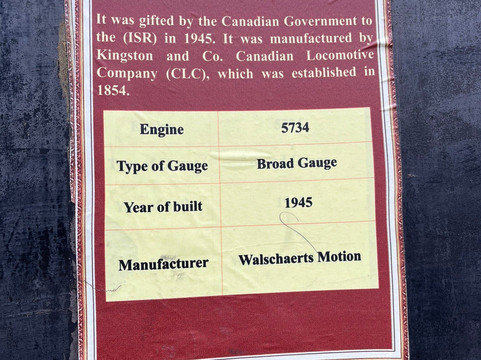 It was gifted by the Canadian Government to
the (ISR) in 1945. It was manufactured by
Kingston and Co. Canadian Locomotive
Company (CLC), which was established in
1854.
Engine 5734
Type of Gauge Broad Gauge
Year of built 1945
Manufacturer Walschaerts Motion